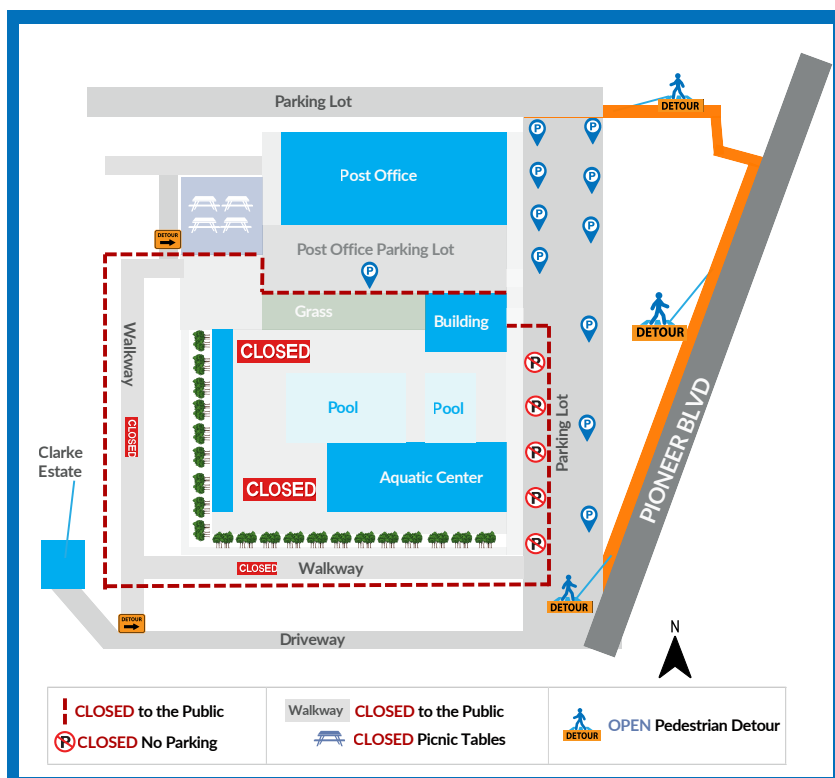 Parking Lot
DETOUR
P
P
Post Office
P
P
P
P
DETOUR
Post Office Parking Lot
P
P
Grass
Building
P
DETOUR
CLOSED
P
Walkway
Pool
Pool
P
PIONEER BLVD
CLOSED
P
Parking Lot
Clarke
Estate
P
Aquatic Center
CLOSED
P
P
P
CLOSED
Walkway
DETOUR
DETOUR
Driveway
N
CLOSED to the Public
P CLOSED No Parking
Walkway CLOSED to the Public
CLOSED Picnic Tables
DETOUR OPEN Pedestrian Detour